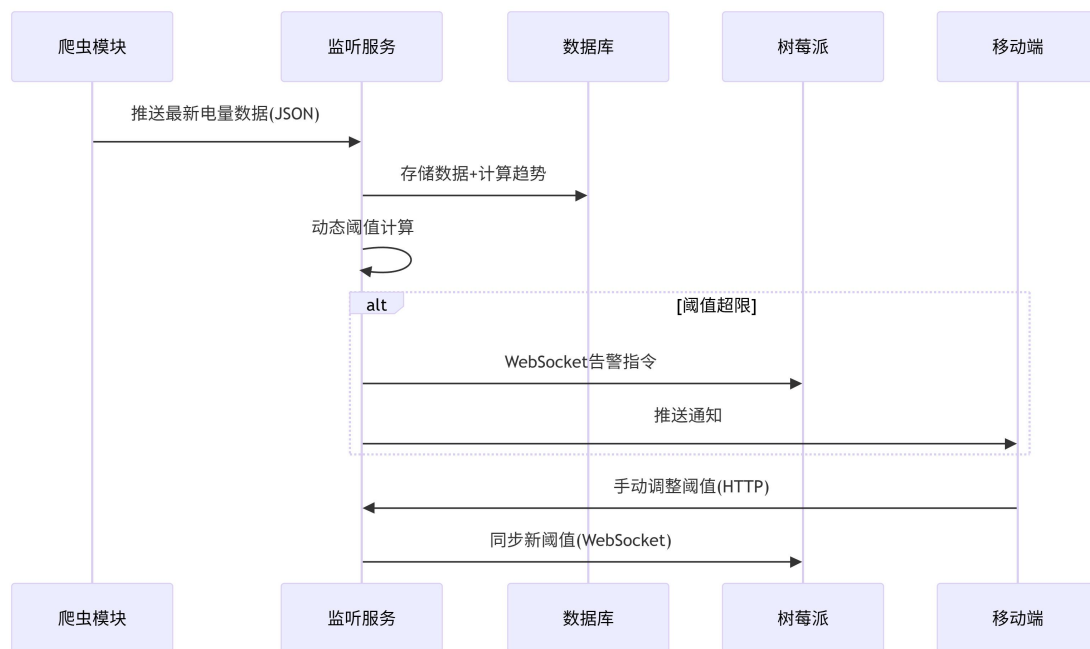 爬虫模块
监听服务
数据库
树莓派
移动端
推送最新电量数据(JSON)
存储数据+计算趋势
动态阈值计算
alt
[阈值超限]
WebSocket告警指令
推送通知
手动调整阈值(HTTP)
同步新阈值(WebSocket)
爬虫模块
监听服务
数据库
树莓派
移动端